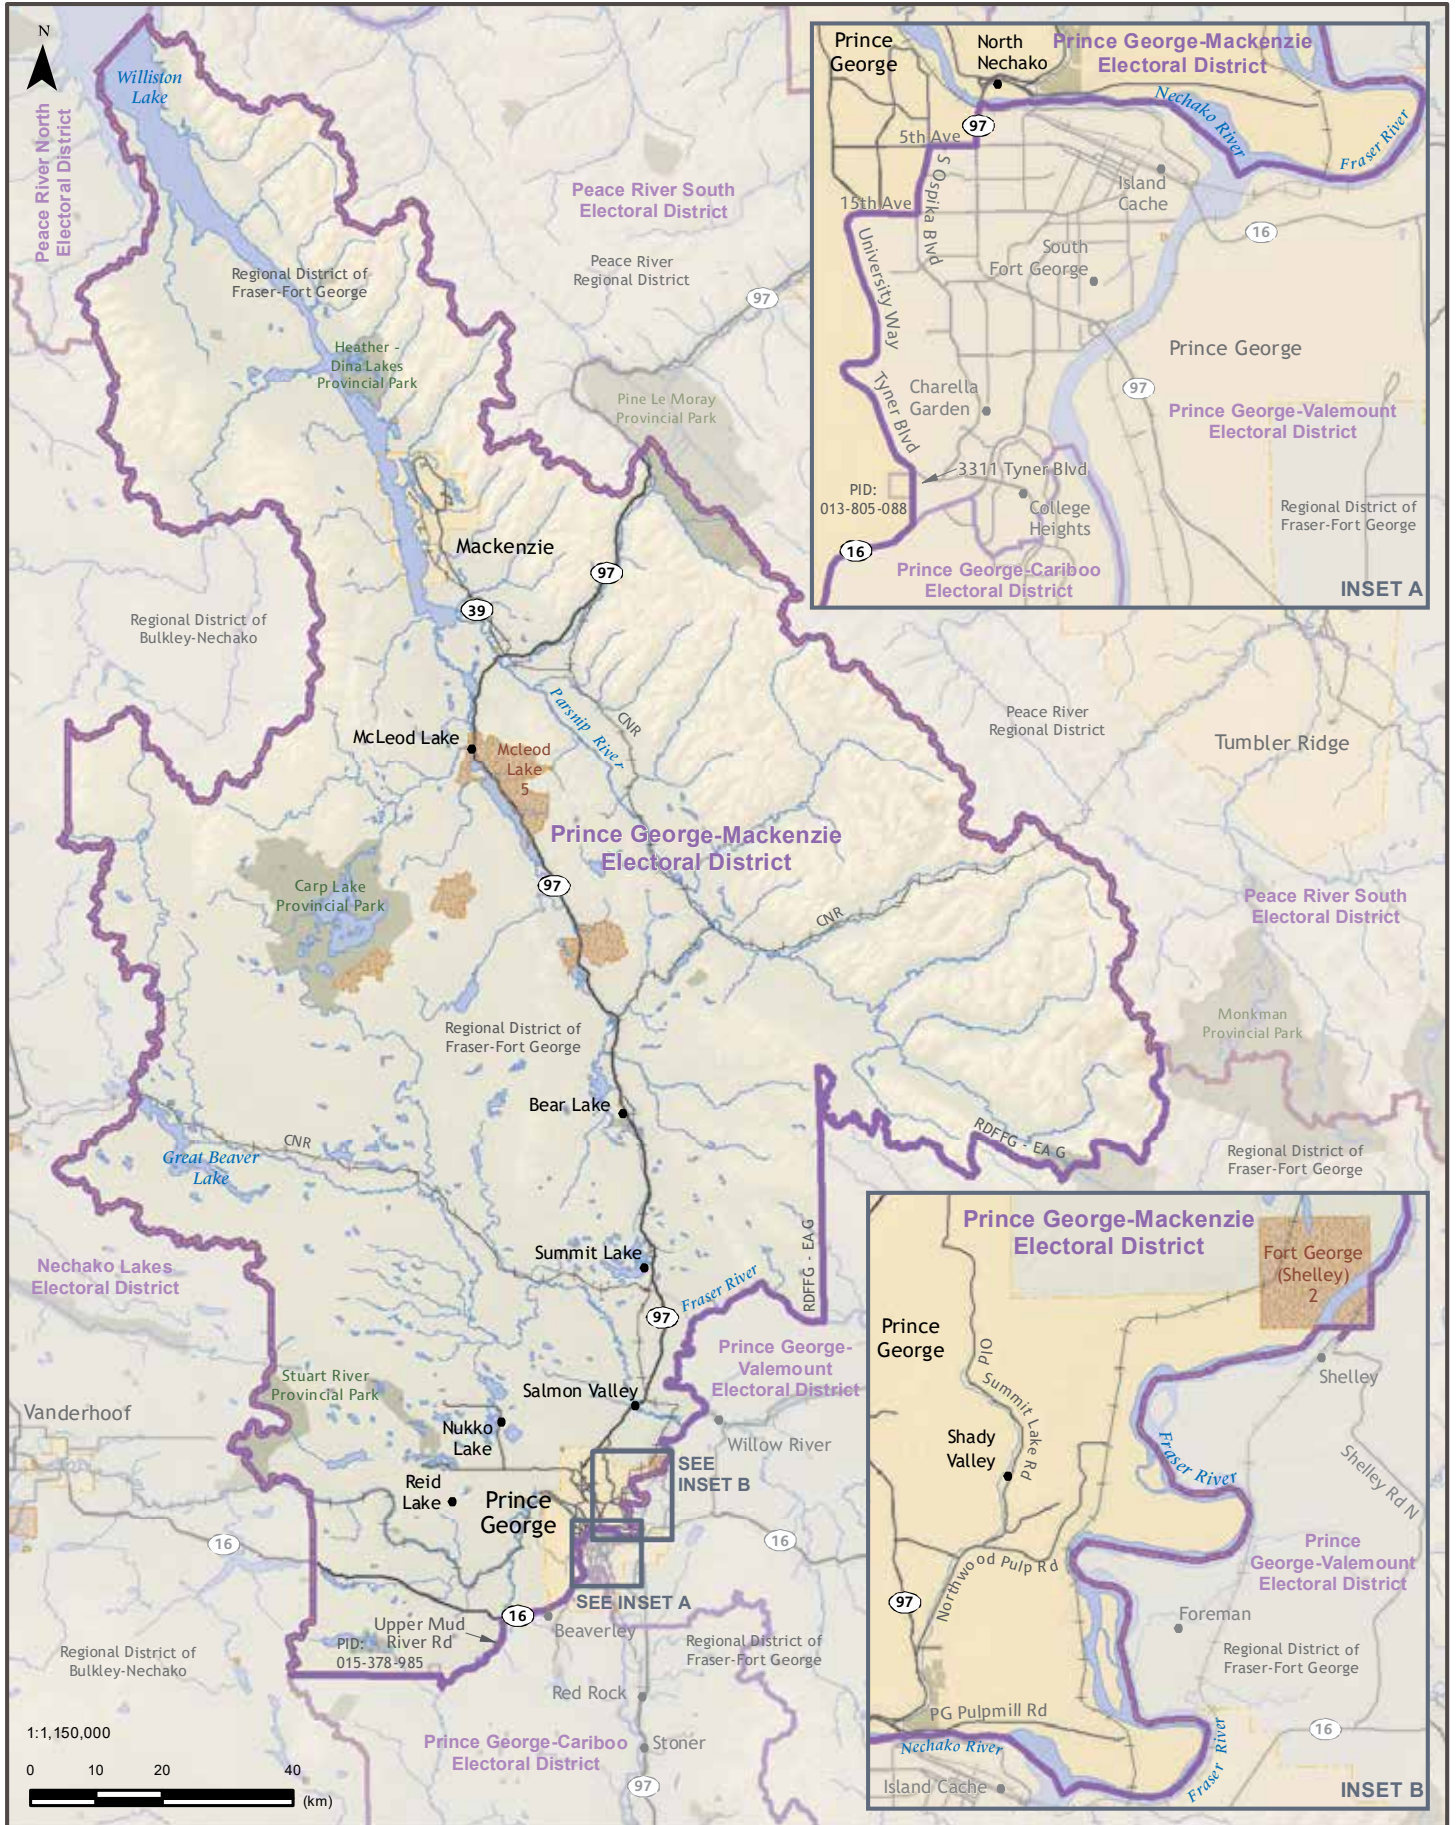 N
Williston
Lake
Peace River North
Electoral District
Peace River South
Electoral District
Peace River
Regional District
97
Regional District of
Fraser-Fort George
Heather -
Dina Lakes
Provincial Park
Pine Le Moray
Provincial Park
Mackenzie
97
39
Regional District of
Bulkley-Nechako
Parsnip River
CNR
McLeod Lake
Mcleod
Lake
5
Peace River
Regional District
Tumbler Ridge
Prince George-Mackenzie
Electoral District
97
Carp Lake
Provincial Park
CNR
Peace River South
Electoral District
Monkman
Provincial Park
Regional District of
Fraser-Fort George
Bear Lake
CNR
Great Beaver
Lake
RDFFG - EA G
Regional District of
Fraser-Fort George
Nechako Lakes
Electoral District
Summit Lake
RDFFG - EA G
Fraser River
97
Prince George-
Valemount
Electoral District
Stuart River
Provincial Park
Salmon Valley
Vanderhoof
Nukko
Lake
Willow River
SEE
INSET B
Reid
Lake
Prince
George
16
16
SEE INSET A
16
Upper Mud
River Rd
Beaverley
PID:
015-378-985
Regional District of
Bulkley-Nechako
Regional District of
Fraser-Fort George
Red Rock
Prince George-Cariboo
Electoral District
Stoner
97
1:1,150,000
0 10 20 40
(km)
Prince
George
North
Nechako
Prince George-Mackenzie
Electoral District
Nechako River
Fraser River
97
5th Ave
S Ospika Blvd
Island
Cache
15th Ave
16
University Way
South
Fort George
Prince George
Tyner Blvd
Charella
Garden
97
Prince George-Valemount
Electoral District
3311 Tyner Blvd
PID:
013-805-088
College
Heights
Regional District of
Fraser-Fort George
16
Prince George-Cariboo
Electoral District
INSET A
Prince George-Mackenzie
Electoral District
Fort George
(Shelley)
2
Prince
George
Old Summit Lake Rd
Shelley
Shady
Valley
Fraser River
Shelley Rd N
Northwood Pulp Rd
Prince
George-Valemount
Electoral District
97
Foreman
Regional District of
Fraser-Fort George
PG Pulpmill Rd
16
Nechako River
Fraser River
Island Cache
INSET B